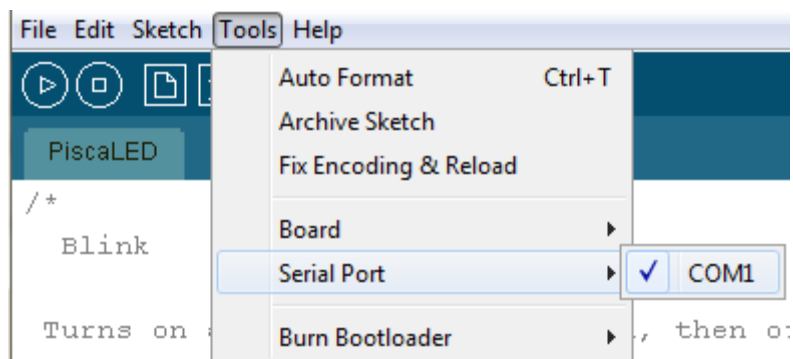 File Edit Sketch Tools Help
Auto Format Ctrl+T
Archive Sketch
PiscaLED
Fix Encoding & Reload
/*
Board
Blink
Serial Port COM1
Turns on , then
Burn Bootloader